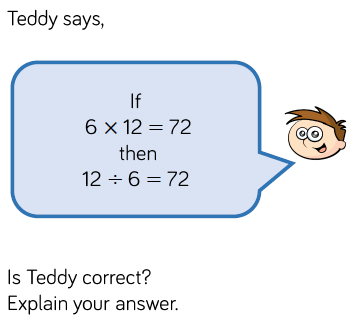 Teddy says,
If
6 × 12 = 72
then
12 ÷ 6 = 72
Is Teddy correct?
Explain your answer.